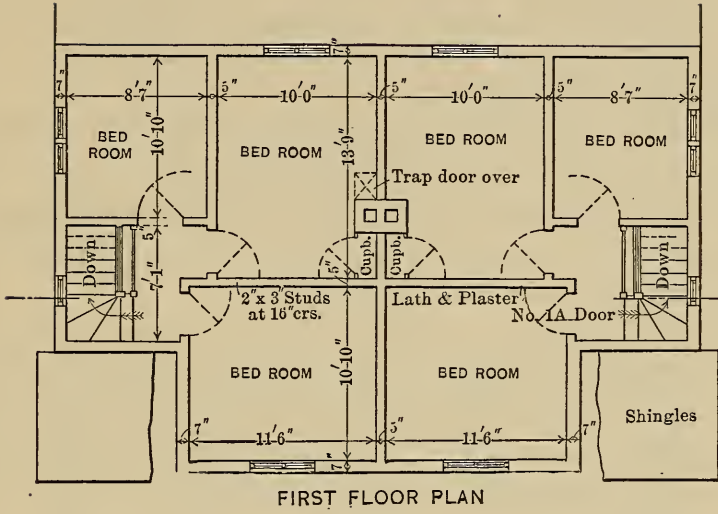 7"
7"
8'-7"
5"
10'-0"
5"
10'-0"
5"
8'-7"
7"
BED
ROOM
10'-10"
BED ROOM
13'-9"
BED ROOM
BED
ROOM
Trap door over
5"
Down
7'-1"
Cupb.
Cupb.
Down
5"
2" x 3" Studs
at 16" crs.
Lath & Plaster
No. 1A Door
BED ROOM
10'-10"
BED ROOM
Shingles
7"
11'-6"
5"
11'-6"
7"
7"
FIRST FLOOR PLAN